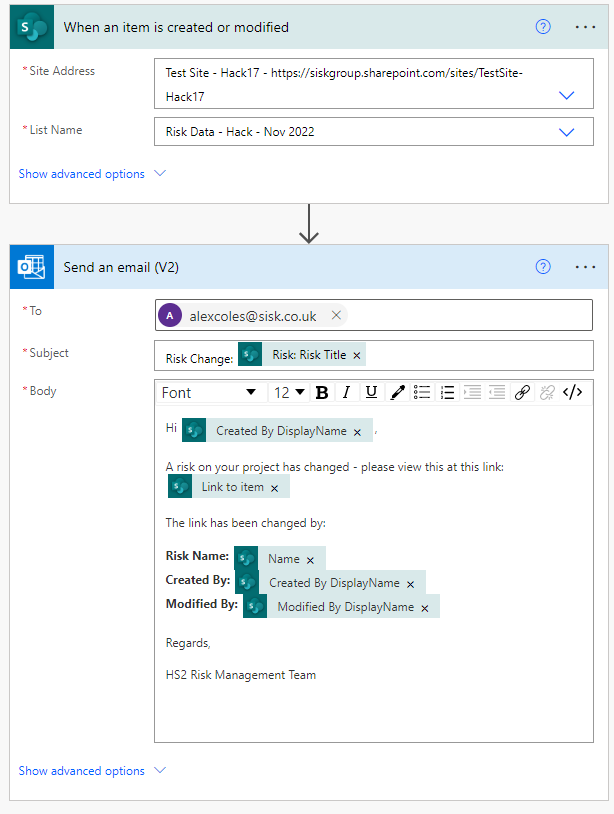 When an item is created or modified
* Site Address
Test Site - Hack17 - https://siskgroup.sharepoint.com/sites/TestSite-
Hack17
* List Name
Risk Data - Hack - Nov 2022
Show advanced options
Send an email (V2)
* To
A alexcoles@sisk.co.uk ×
* Subject
Risk Change: Risk: Risk Title ×
* Body
Font 12 B I U </>
Hi Created By DisplayName × ,
A risk on your project has changed - please view this at this link:
Link to item ×
The link has been changed by:
Risk Name: Name ×
Created By: Created By DisplayName ×
Modified By: Modified By DisplayName ×
Regards,
HS2 Risk Management Team
Show advanced options